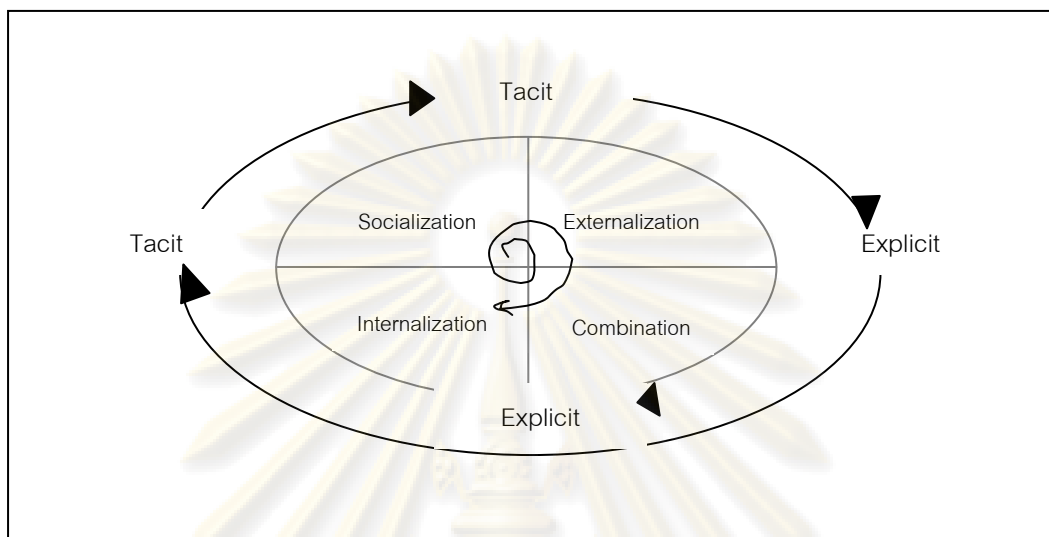 Tacit
Socialization Externalization
Tacit Explicit
Internalization Combination
Explicit